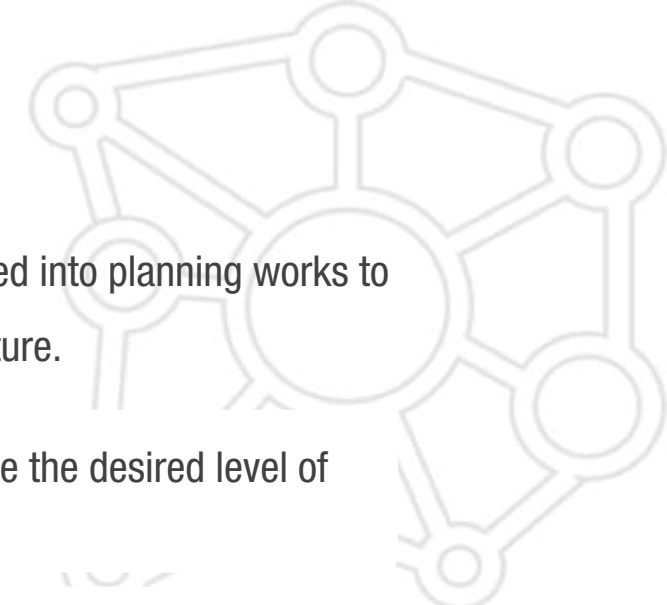 ed into planning works to
ture.
e the desired level of